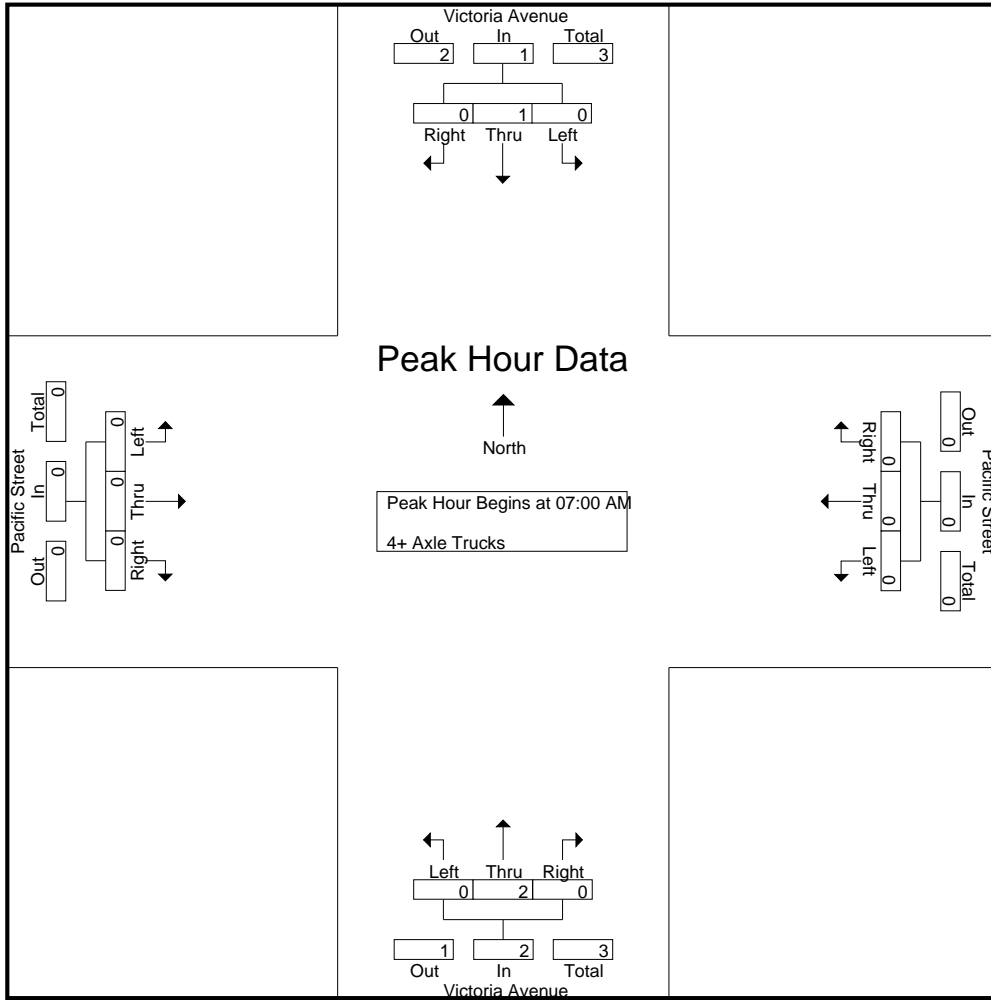 Victoria Avenue
Out In Total
2 1 3
0 1 0
Right Thru Left
Peak Hour Data
North
Peak Hour Begins at 07:00 AM
4+ Axle Trucks
Pacific Street
Out In Total
0 0 0
0 0 0
Right Thru Left
Pacific Street
Out In Total
0 0 0
0 0 0
Right Thru Left
Left Thru Right
0 2 0
1 2 3
Out In Total
Victoria Avenue